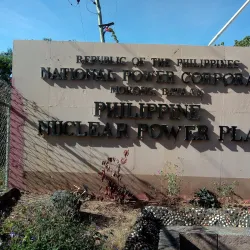 REPUBLIC OF THE PHILIPPINES
NATIONAL POWER CORPORA
MORONG BATAAN
PHILIPPINE
NUCLEAR POWER PLA